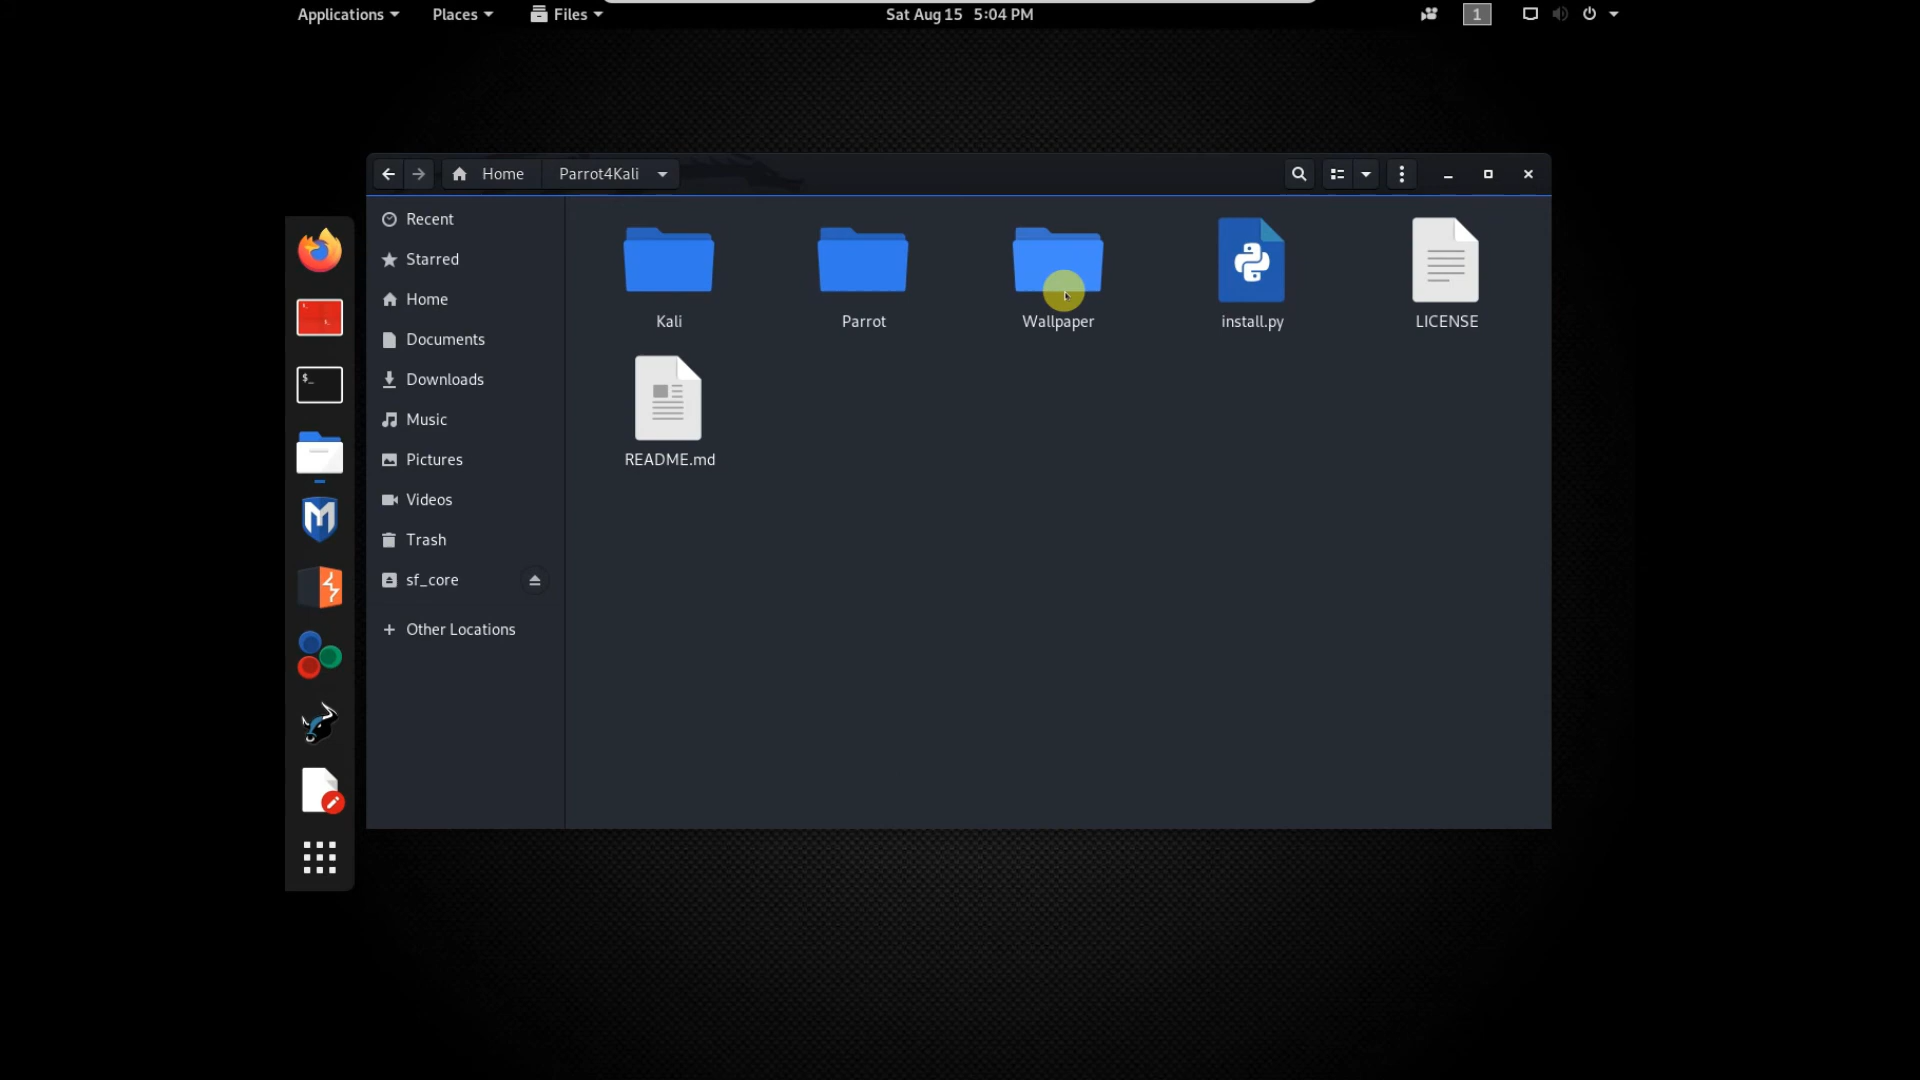 Applications Places Files Sat Aug 15 5:04 PM 1
Home Parrot4Kali
Recent
Starred
Home
Documents
Downloads
Music
Pictures
Videos
Trash
sf_core
Other Locations
Kali Parrot Wallpaper install.py LICENSE
README.md
$_
M